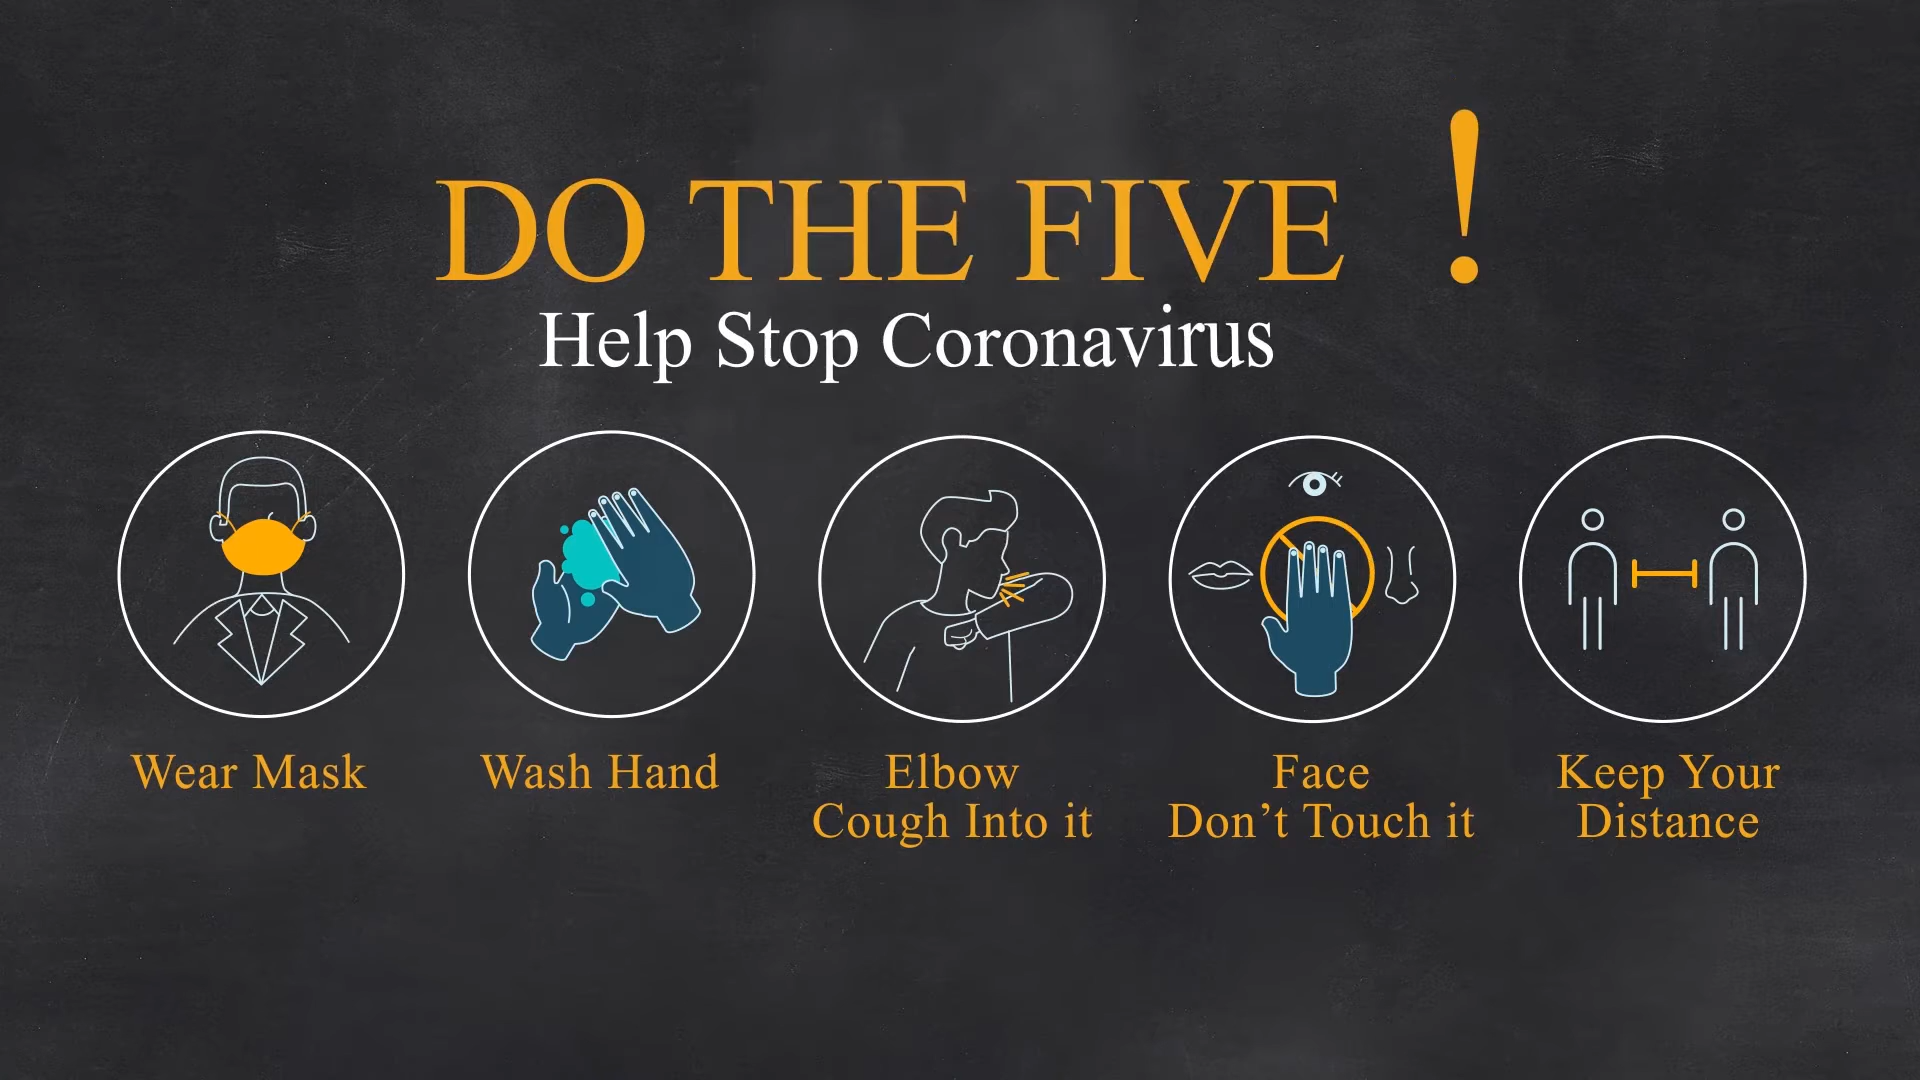 DO THE FIVE !
Help Stop Coronavirus
Wear Mask
Wash Hand
Elbow
Cough Into it
Face
Don’t Touch it
Keep Your
Distance